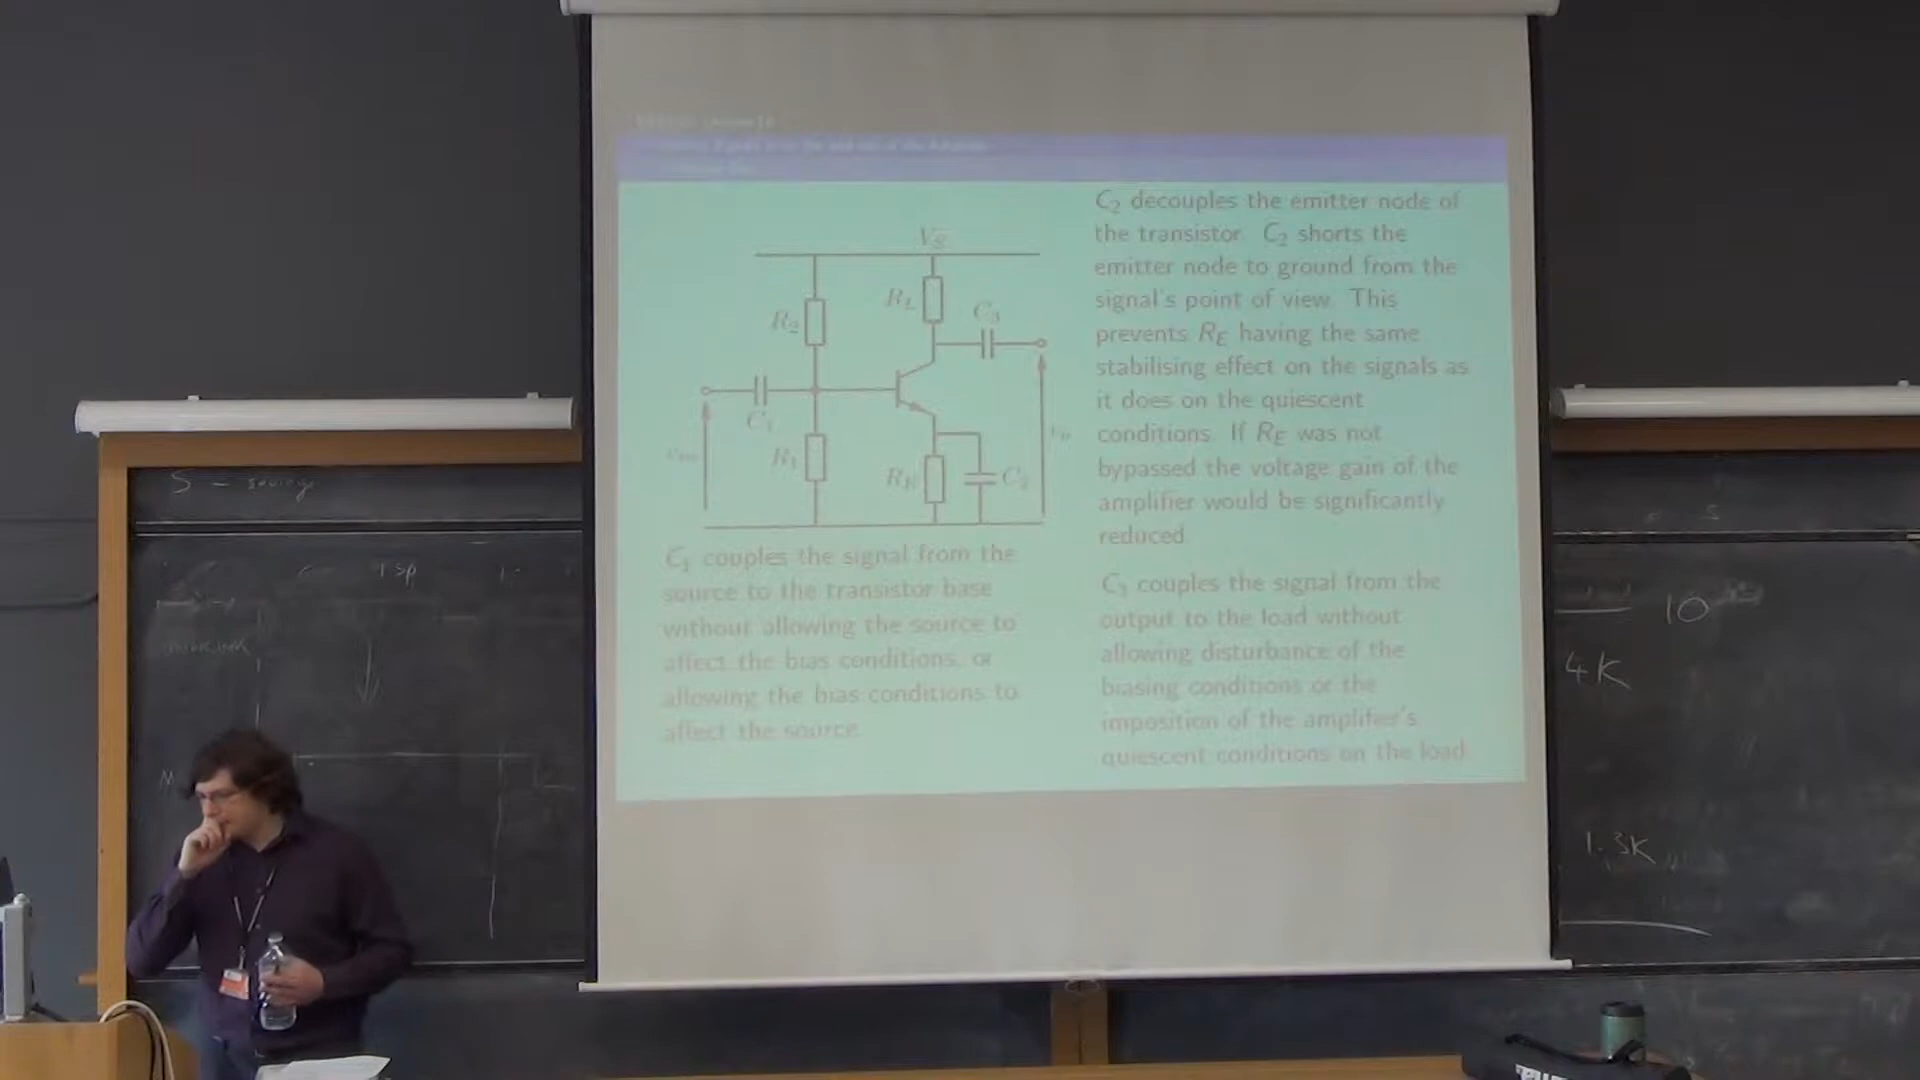 V_S
R_2
R_L
C_3
C_1
R_1
R_E
C_2
C_1 couples the signal from the
source to the transistor base
without allowing the source to
affect the bias conditions, or
allowing the bias conditions to
affect the source.
C_2 decouples the emitter node of
the transistor. C_2 shorts the
emitter node to ground from the
signal's point of view. This
prevents R_E having the same
stabilising effect on the signals as
it does on the quiescent
conditions. If R_E was not
bypassed the voltage gain of the
amplifier would be significantly
reduced.
C_3 couples the signal from the
output to the load without
allowing disturbance of the
biasing conditions or the
imposition of the amplifer's
quiescent conditions on the load.
10
4K
1.3K